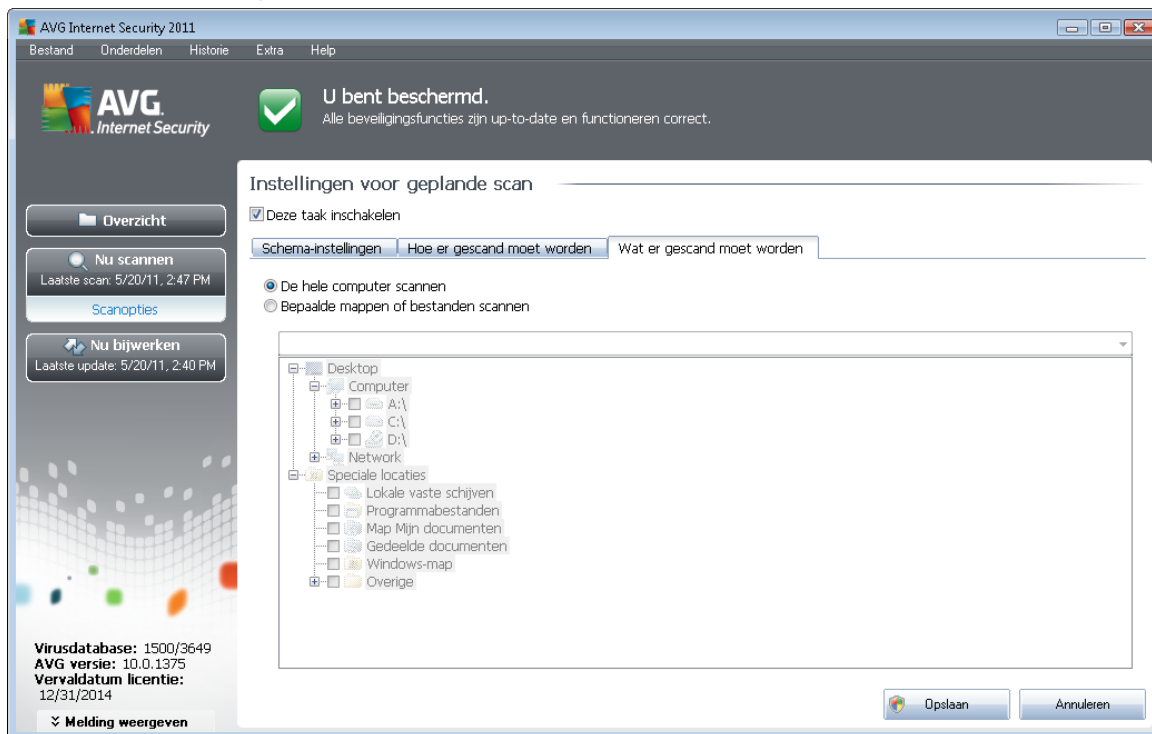 AVG Internet Security 2011
Bestand Onderdelen Historie Extra Help
AVG.
Internet Security
U bent beschermd.
Alle beveiligingsfuncties zijn up-to-date en functioneren correct.
Overzicht
Nu scannen
Laatste scan: 5/20/11, 2:47 PM
Scanopties
Nu bijwerken
Laatste update: 5/20/11, 2:40 PM
Instellingen voor geplande scan
Deze taak inschakelen
Schema-instellingen Hoe er gescand moet worden Wat er gescand moet worden
De hele computer scannen
Bepaalde mappen of bestanden scannen
Desktop
Computer
A:\
C:\
D:\
Network
Speciale locaties
Lokale vaste schijven
Programmabestanden
Map Mijn documenten
Gedeelde documenten
Windows-map
Overige
Virusdatabase: 1500/3649
AVG versie: 10.0.1375
Vervaldatum licentie:
12/31/2014
Melding weergeven
Opslaan Annuleren